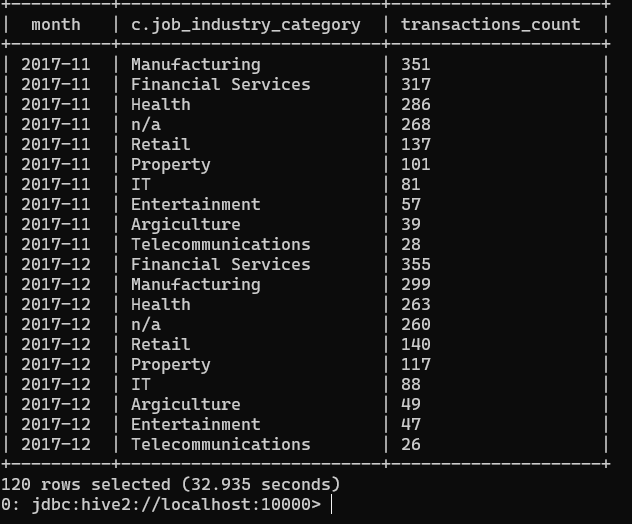 +----------+--------------------------+---------------------+
|  month   | c.job_industry_category  | transactions_count  |
+----------+--------------------------+---------------------+
| 2017-11  | Manufacturing            | 351                 |
| 2017-11  | Financial Services       | 317                 |
| 2017-11  | Health                   | 286                 |
| 2017-11  | n/a                      | 268                 |
| 2017-11  | Retail                   | 137                 |
| 2017-11  | Property                 | 101                 |
| 2017-11  | IT                       | 81                  |
| 2017-11  | Entertainment            | 57                  |
| 2017-11  | Argiculture              | 39                  |
| 2017-11  | Telecommunications       | 28                  |
| 2017-12  | Financial Services       | 355                 |
| 2017-12  | Manufacturing            | 299                 |
| 2017-12  | Health                   | 263                 |
| 2017-12  | n/a                      | 260                 |
| 2017-12  | Retail                   | 140                 |
| 2017-12  | Property                 | 117                 |
| 2017-12  | IT                       | 88                  |
| 2017-12  | Argiculture              | 49                  |
| 2017-12  | Entertainment            | 47                  |
| 2017-12  | Telecommunications       | 26                  |
+----------+--------------------------+---------------------+
120 rows selected (32.935 seconds)
0: jdbc:hive2://localhost:10000>